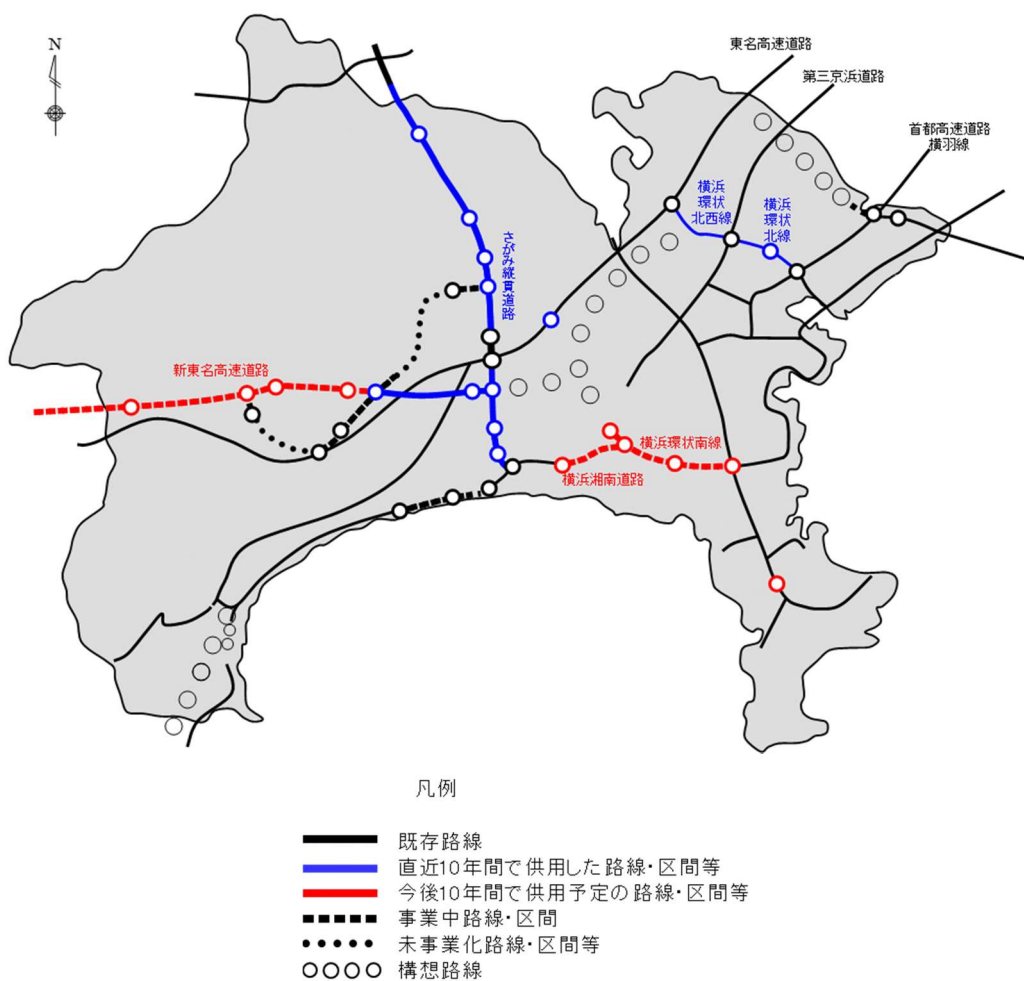 N
東名高速道路
第三京浜道路
首都高速道路
横羽線
横浜
環状
北西線
横浜
環状
北線
さがみ縦貫道路
新東名高速道路
横浜環状南線
横浜湘南道路
凡例
既存路線
直近10年間で供用した路線・区間等
今後10年間で供用予定の路線・区間等
事業中路線・区間
未事業化路線・区間等
構想路線